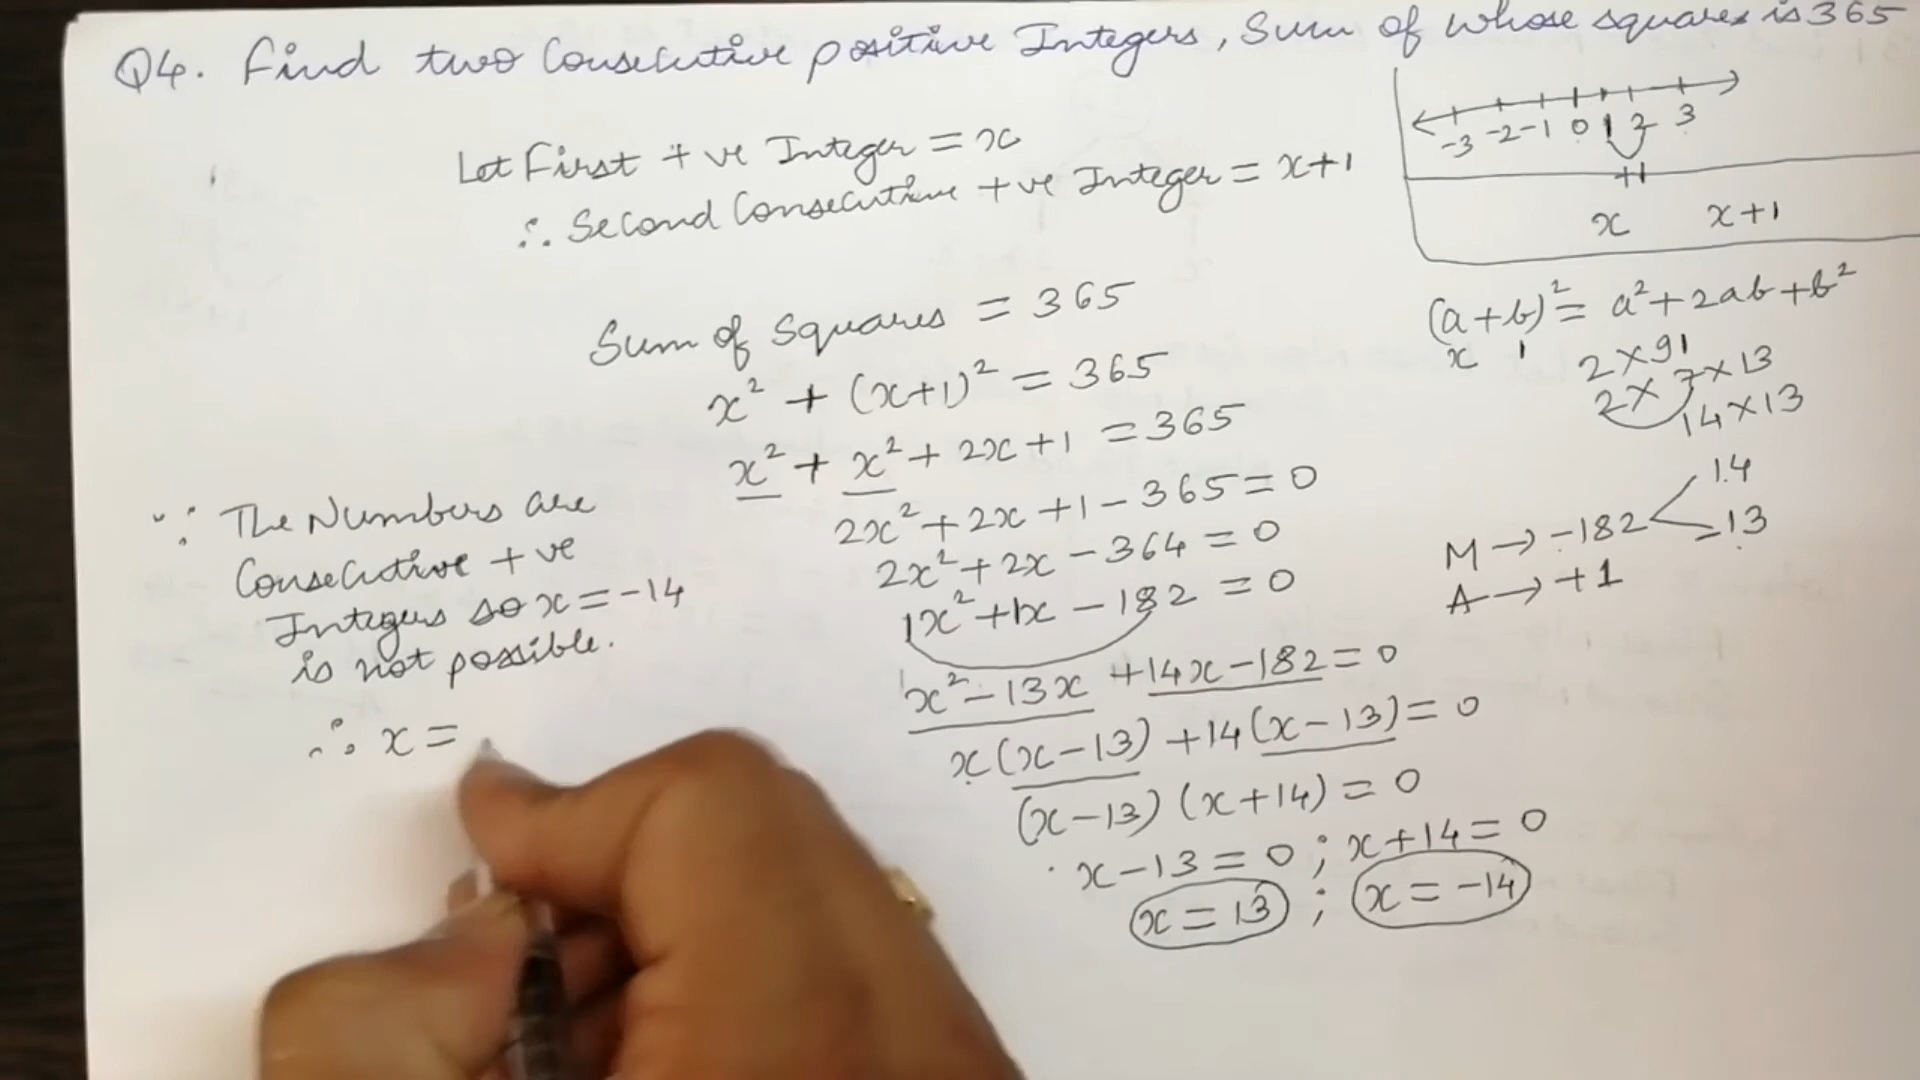 Q4. Find two Consecutive positive Integers, Sum of whose squares is 365
Let First +ve Integer = x
∴ Second Consecutive +ve Integer = x+1
Sum of squares = 365
x² + (x+1)² = 365
x² + x² + 2x + 1 = 365
2x² + 2x + 1 - 365 = 0
2x² + 2x - 364 = 0
1x² + 1x - 182 = 0
x² - 13x + 14x - 182 = 0
x(x-13) + 14(x-13) = 0
(x-13) (x+14) = 0
x-13 = 0 ; x+14 = 0
x = 13 ; x = -14
∵ The Numbers are
Consecutive +ve
Integers so x = -14
is not possible.
∴ x =
-3 -2 -1 0 1 2 3
+1
x x+1
(a+b)² = a² + 2ab + b²
x 1
2×91
2×7×13
14×13
14
M → -182
-13
A → +1